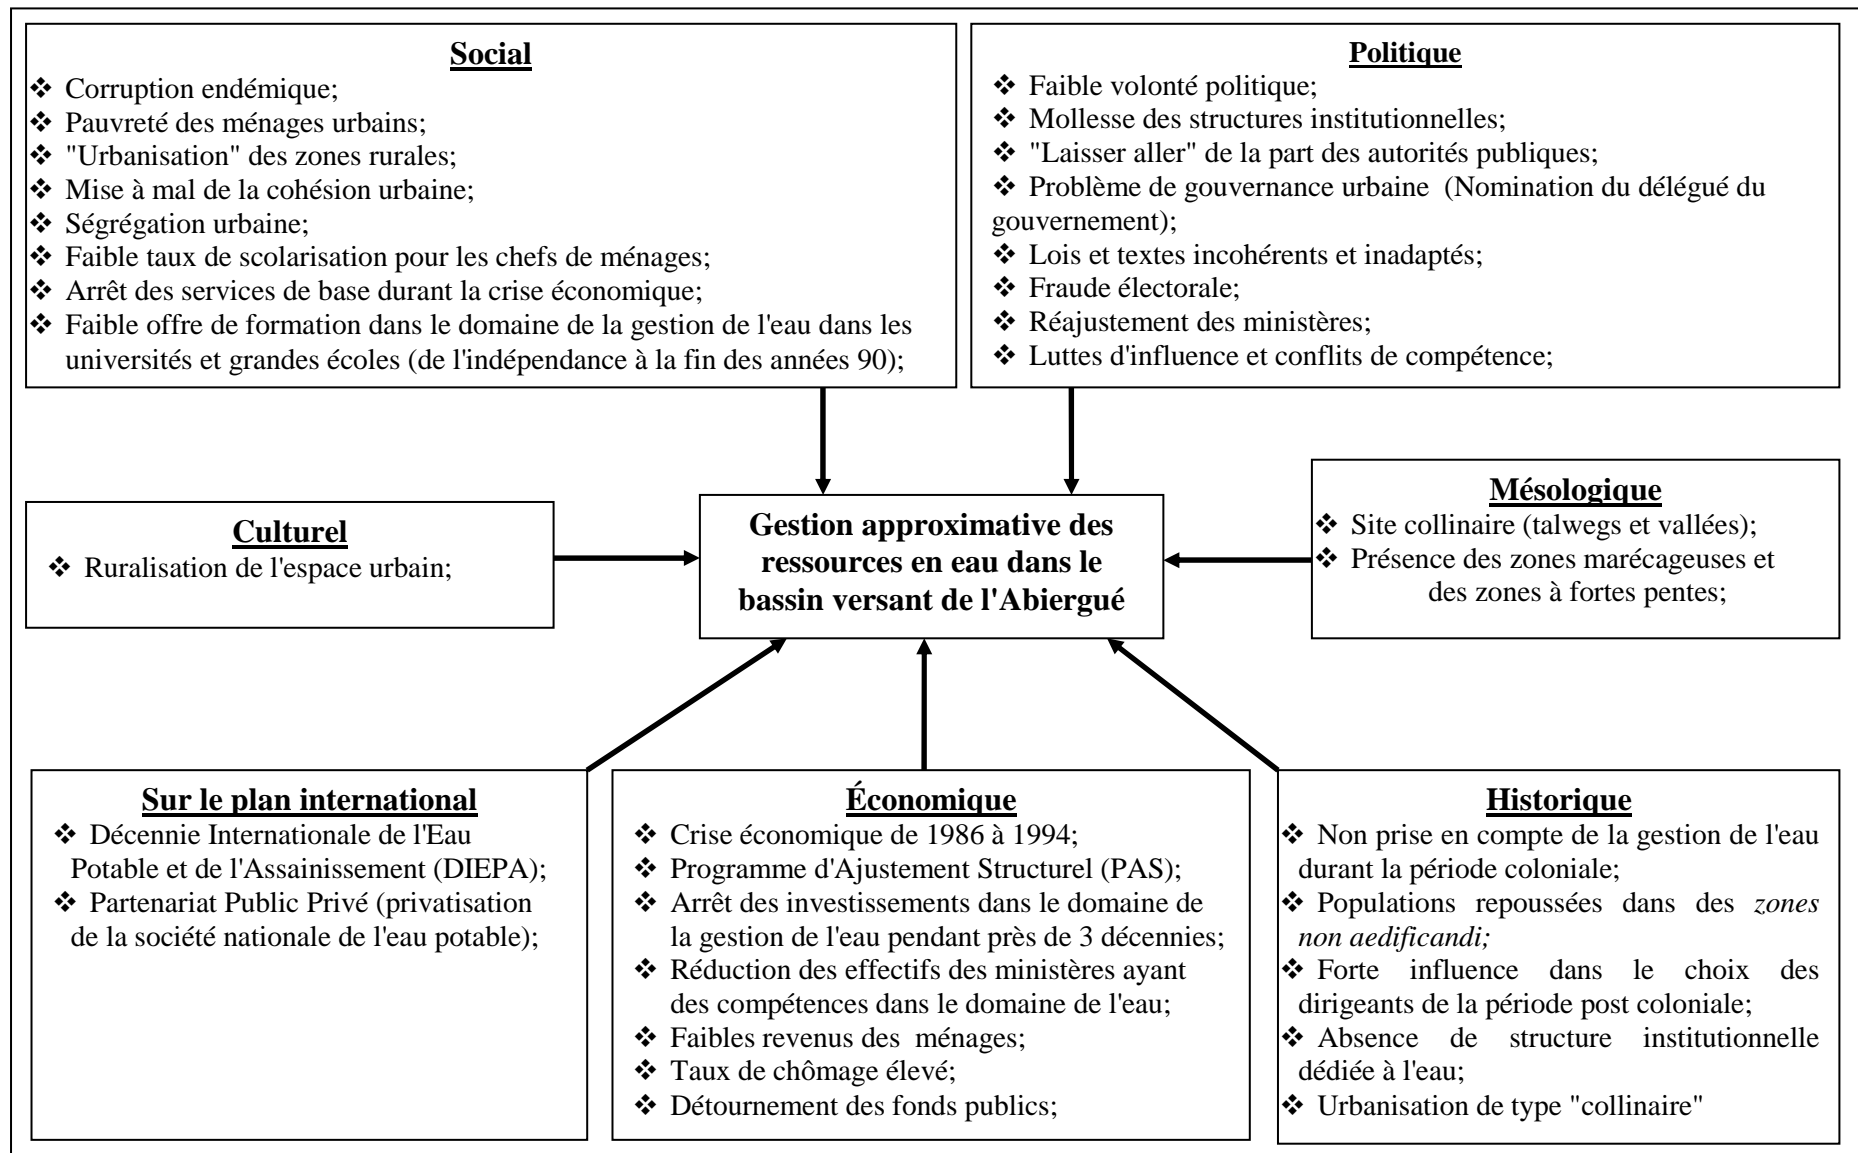 Social
❖ Corruption endémique;
❖ Pauvreté des ménages urbains;
❖ "Urbanisation" des zones rurales;
❖ Mise à mal de la cohésion urbaine;
❖ Ségrégation urbaine;
❖ Faible taux de scolarisation pour les chefs de ménages;
❖ Arrêt des services de base durant la crise économique;
❖ Faible offre de formation dans le domaine de la gestion de l'eau dans les
universités et grandes écoles (de l'indépendance à la fin des années 90);
Politique
❖ Faible volonté politique;
❖ Mollesse des structures institutionnelles;
❖ "Laisser aller" de la part des autorités publiques;
❖ Problème de gouvernance urbaine (Nomination du délégué du
gouvernement);
❖ Lois et textes incohérents et inadaptés;
❖ Fraude électorale;
❖ Réajustement des ministères;
❖ Luttes d'influence et conflits de compétence;
Culturel
❖ Ruralisation de l'espace urbain;
Gestion approximative des
ressources en eau dans le
bassin versant de l'Abiergué
Mésologique
❖ Site collinaire (talwegs et vallées);
❖ Présence des zones marécageuses et
des zones à fortes pentes;
Sur le plan international
❖ Décennie Internationale de l'Eau
Potable et de l'Assainissement (DIEPA);
❖ Partenariat Public Privé (privatisation
de la société nationale de l'eau potable);
Économique
❖ Crise économique de 1986 à 1994;
❖ Programme d'Ajustement Structurel (PAS);
❖ Arrêt des investissements dans le domaine de
la gestion de l'eau pendant près de 3 décennies;
❖ Réduction des effectifs des ministères ayant
des compétences dans le domaine de l'eau;
❖ Faibles revenus des ménages;
❖ Taux de chômage élevé;
❖ Détournement des fonds publics;
Historique
❖ Non prise en compte de la gestion de l'eau
durant la période coloniale;
❖ Populations repoussées dans des zones
non aedificandi;
❖ Forte influence dans le choix des
dirigeants de la période post coloniale;
❖ Absence de structure institutionnelle
dédiée à l'eau;
❖ Urbanisation de type "collinaire"